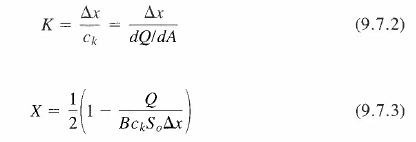 K = Δx / c_k = Δx / dQ/dA (9.7.2)
X = 1/2 (1 − Q / Bc_kS_oΔx) (9.7.3)